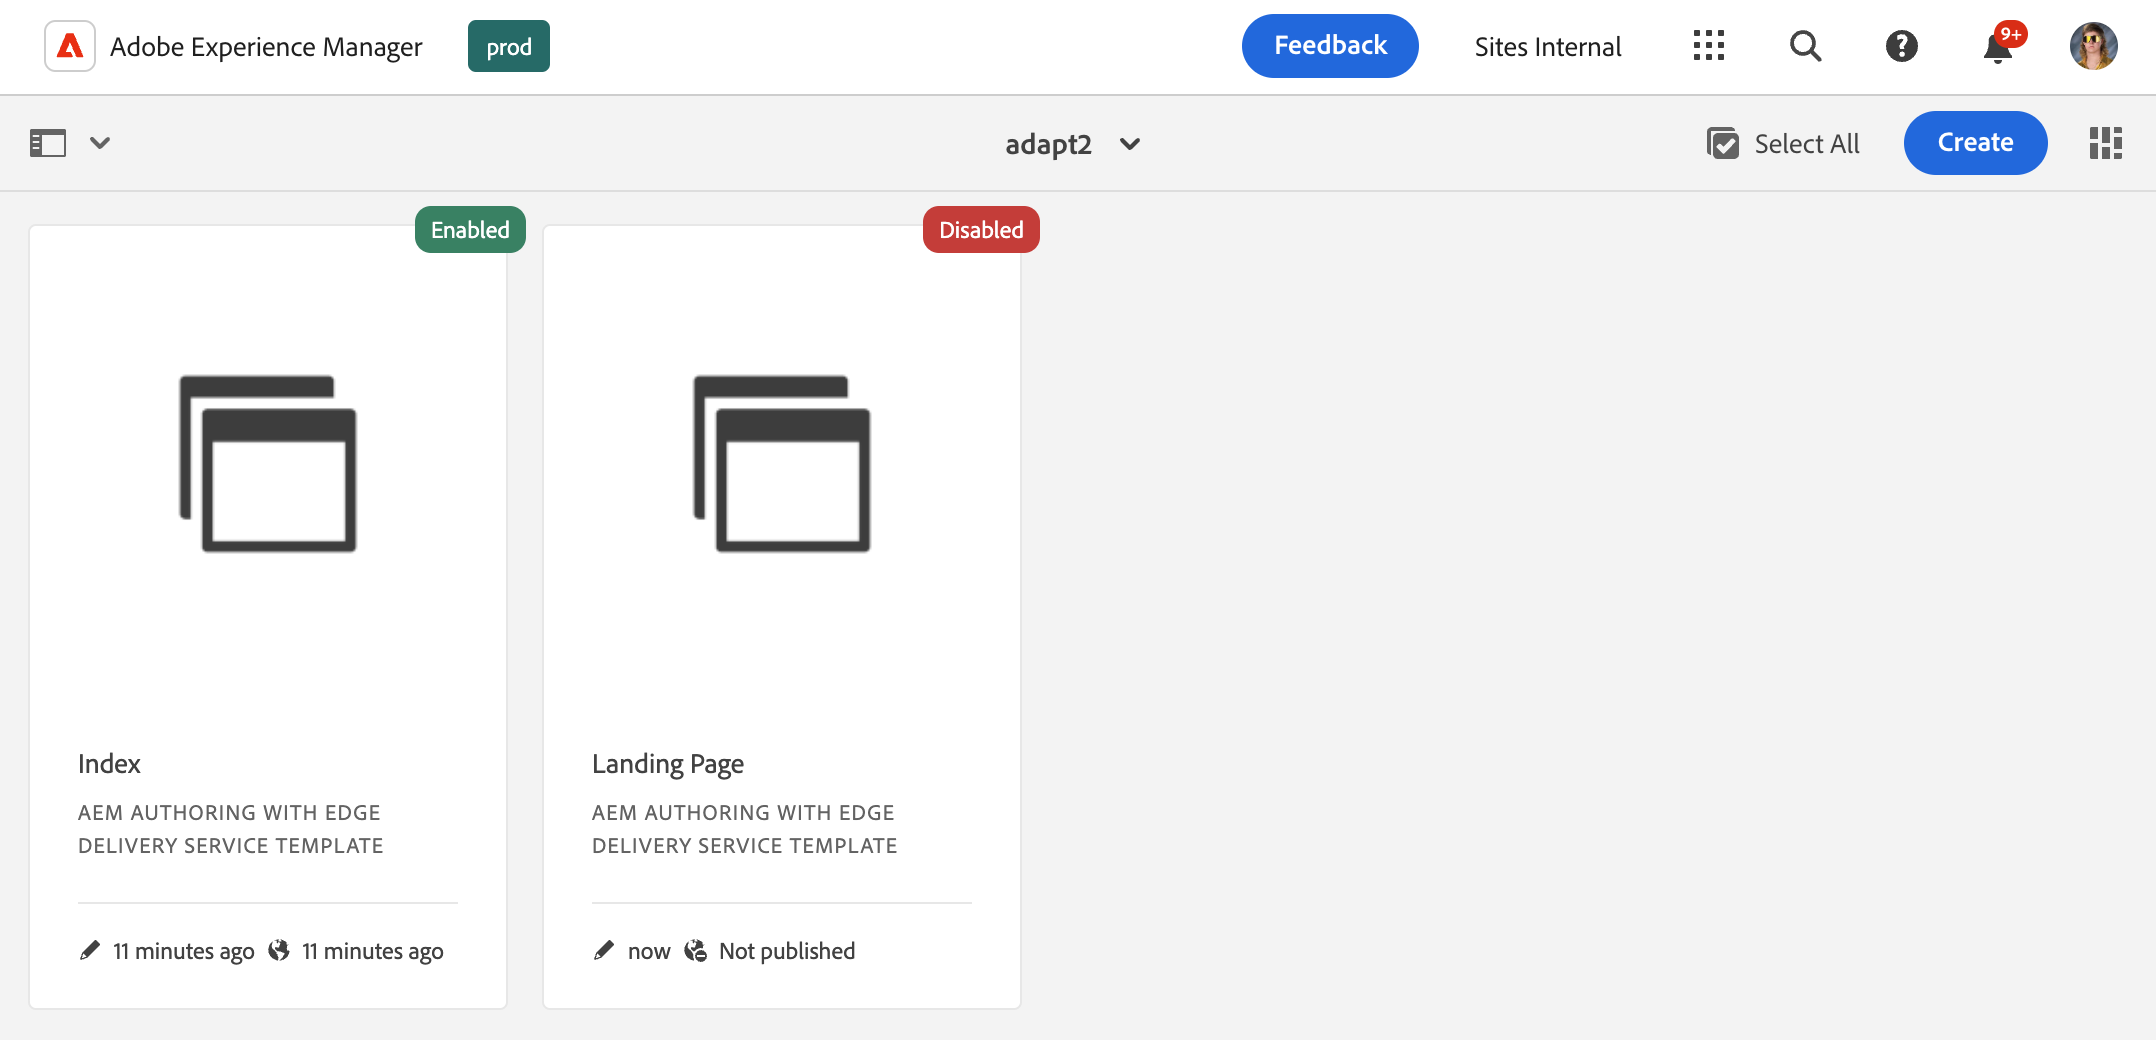 Adobe Experience Manager
prod
Feedback
Sites Internal
9+
adapt2
Select All
Create
Enabled
Disabled
Index
AEM AUTHORING WITH EDGE
DELIVERY SERVICE TEMPLATE
11 minutes ago
11 minutes ago
Landing Page
AEM AUTHORING WITH EDGE
DELIVERY SERVICE TEMPLATE
now
Not published